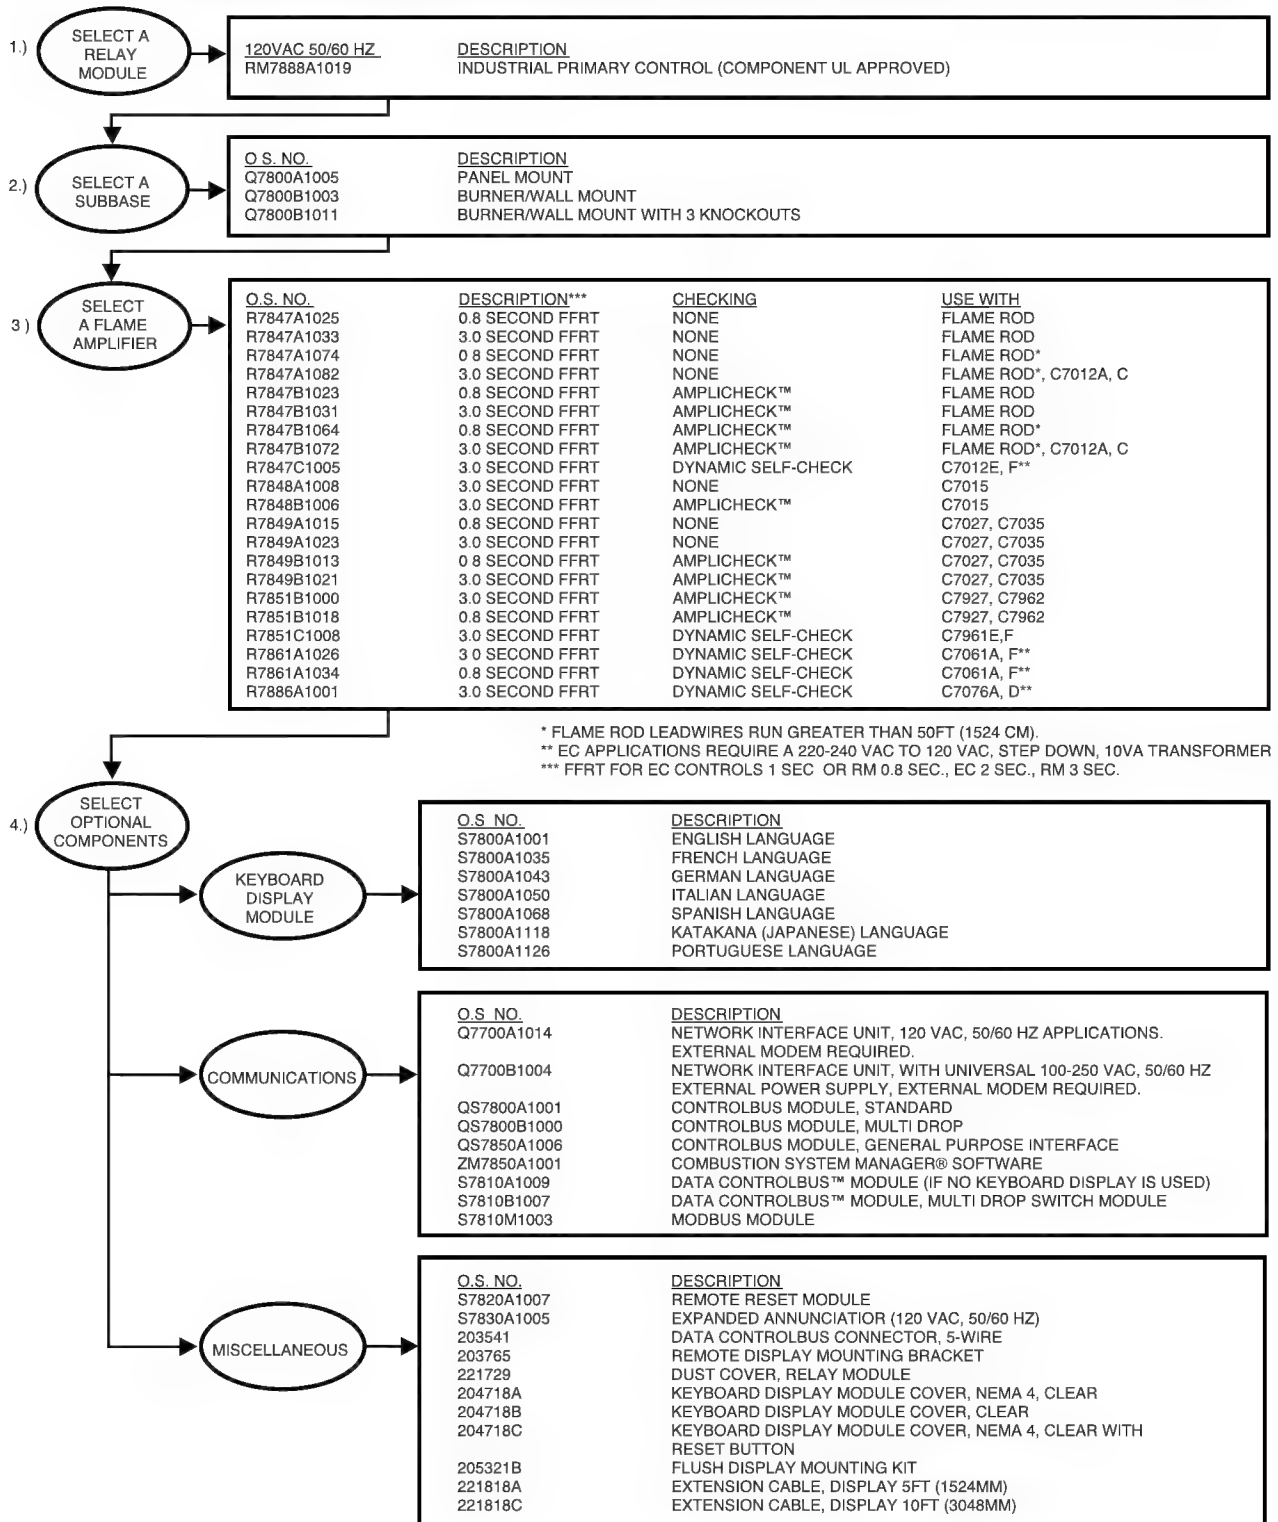 1.)
SELECT A
RELAY
MODULE
120VAC 50/60 HZ DESCRIPTION
RM7888A1019 INDUSTRIAL PRIMARY CONTROL (COMPONENT UL APPROVED)
2.)
SELECT A
SUBBASE
O S. NO. DESCRIPTION
Q7800A1005 PANEL MOUNT
Q7800B1003 BURNER/WALL MOUNT
Q7800B1011 BURNER/WALL MOUNT WITH 3 KNOCKOUTS
3 )
SELECT
A FLAME
AMPLIFIER
O.S. NO. DESCRIPTION*** CHECKING USE WITH
R7847A1025 0.8 SECOND FFRT NONE FLAME ROD
R7847A1033 3.0 SECOND FFRT NONE FLAME ROD
R7847A1074 0 8 SECOND FFRT NONE FLAME ROD*
R7847A1082 3.0 SECOND FFRT NONE FLAME ROD*, C7012A, C
R7847B1023 0.8 SECOND FFRT AMPLICHECK™ FLAME ROD
R7847B1031 3.0 SECOND FFRT AMPLICHECK™ FLAME ROD
R7847B1064 0.8 SECOND FFRT AMPLICHECK™ FLAME ROD*
R7847B1072 3.0 SECOND FFRT AMPLICHECK™ FLAME ROD*, C7012A, C
R7847C1005 3.0 SECOND FFRT DYNAMIC SELF-CHECK C7012E, F**
R7848A1008 3.0 SECOND FFRT NONE C7015
R7848B1006 3.0 SECOND FFRT AMPLICHECK™ C7015
R7849A1015 0.8 SECOND FFRT NONE C7027, C7035
R7849A1023 3.0 SECOND FFRT NONE C7027, C7035
R7849B1013 0 8 SECOND FFRT AMPLICHECK™ C7027, C7035
R7849B1021 3.0 SECOND FFRT AMPLICHECK™ C7027, C7035
R7851B1000 3.0 SECOND FFRT AMPLICHECK™ C7927, C7962
R7851B1018 0.8 SECOND FFRT AMPLICHECK™ C7927, C7962
R7851C1008 3.0 SECOND FFRT DYNAMIC SELF-CHECK C7961E,F
R7861A1026 3 0 SECOND FFRT DYNAMIC SELF-CHECK C7061A, F**
R7861A1034 0.8 SECOND FFRT DYNAMIC SELF-CHECK C7061A, F**
R7886A1001 3.0 SECOND FFRT DYNAMIC SELF-CHECK C7076A, D**
* FLAME ROD LEADWIRES RUN GREATER THAN 50FT (1524 CM).
** EC APPLICATIONS REQUIRE A 220-240 VAC TO 120 VAC, STEP DOWN, 10VA TRANSFORMER
*** FFRT FOR EC CONTROLS 1 SEC OR RM 0.8 SEC., EC 2 SEC., RM 3 SEC.
4.)
SELECT
OPTIONAL
COMPONENTS
KEYBOARD
DISPLAY
MODULE
O.S NO. DESCRIPTION
S7800A1001 ENGLISH LANGUAGE
S7800A1035 FRENCH LANGUAGE
S7800A1043 GERMAN LANGUAGE
S7800A1050 ITALIAN LANGUAGE
S7800A1068 SPANISH LANGUAGE
S7800A1118 KATAKANA (JAPANESE) LANGUAGE
S7800A1126 PORTUGUESE LANGUAGE
COMMUNICATIONS
O.S NO. DESCRIPTION
Q7700A1014 NETWORK INTERFACE UNIT, 120 VAC, 50/60 HZ APPLICATIONS.
EXTERNAL MODEM REQUIRED.
Q7700B1004 NETWORK INTERFACE UNIT, WITH UNIVERSAL 100-250 VAC, 50/60 HZ
EXTERNAL POWER SUPPLY, EXTERNAL MODEM REQUIRED.
QS7800A1001 CONTROLBUS MODULE, STANDARD
QS7800B1000 CONTROLBUS MODULE, MULTI DROP
QS7850A1006 CONTROLBUS MODULE, GENERAL PURPOSE INTERFACE
ZM7850A1001 COMBUSTION SYSTEM MANAGER® SOFTWARE
S7810A1009 DATA CONTROLBUS™ MODULE (IF NO KEYBOARD DISPLAY IS USED)
S7810B1007 DATA CONTROLBUS™ MODULE, MULTI DROP SWITCH MODULE
S7810M1003 MODBUS MODULE
MISCELLANEOUS
O.S. NO. DESCRIPTION
S7820A1007 REMOTE RESET MODULE
S7830A1005 EXPANDED ANNUNCIATIOR (120 VAC, 50/60 HZ)
203541 DATA CONTROLBUS CONNECTOR, 5-WIRE
203765 REMOTE DISPLAY MOUNTING BRACKET
221729 DUST COVER, RELAY MODULE
204718A KEYBOARD DISPLAY MODULE COVER, NEMA 4, CLEAR
204718B KEYBOARD DISPLAY MODULE COVER, CLEAR
204718C KEYBOARD DISPLAY MODULE COVER, NEMA 4, CLEAR WITH
RESET BUTTON
205321B FLUSH DISPLAY MOUNTING KIT
221818A EXTENSION CABLE, DISPLAY 5FT (1524MM)
221818C EXTENSION CABLE, DISPLAY 10FT (3048MM)